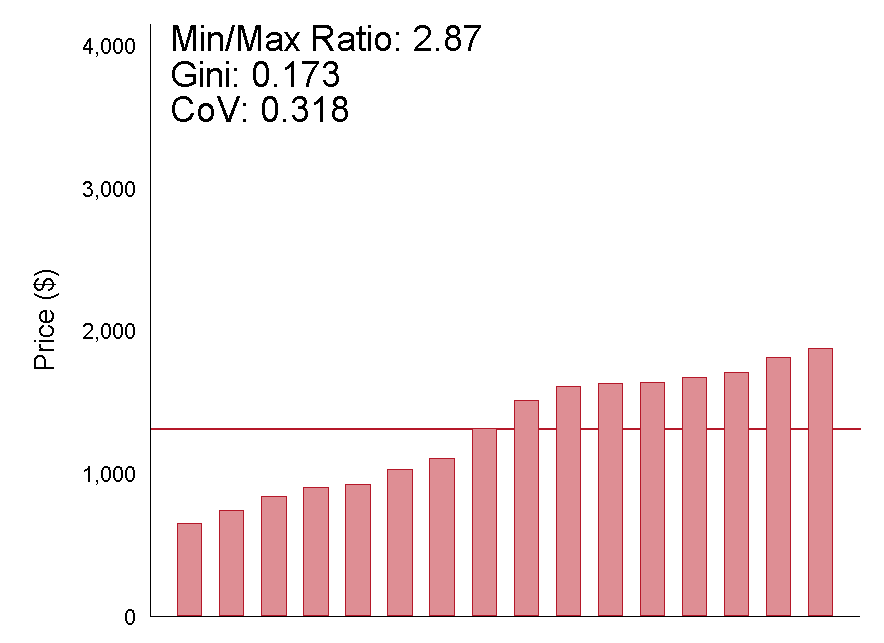 Min/Max Ratio: 2.87
Gini: 0.173
CoV: 0.318
4,000
3,000
2,000
1,000
0
Price ($)